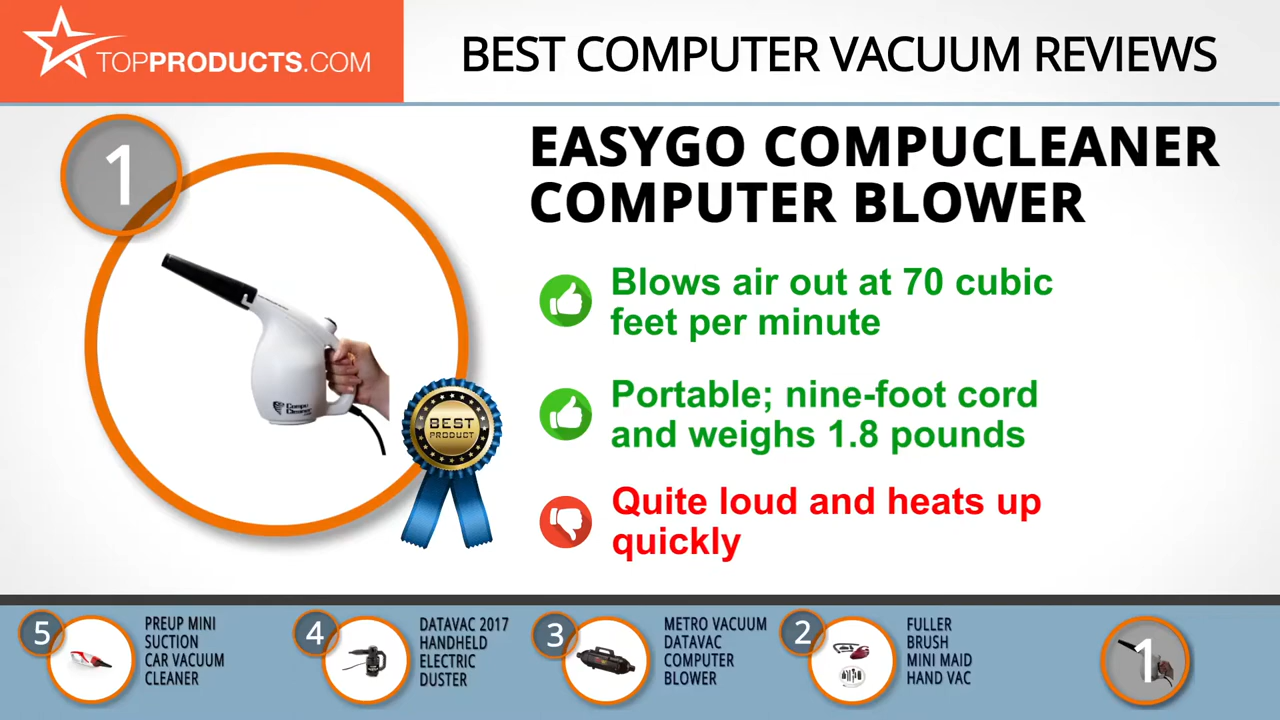 TOPPRODUCTS.COM
BEST COMPUTER VACUUM REVIEWS
1
EASYGO COMPUCLEANER
COMPUTER BLOWER
Blows air out at 70 cubic
feet per minute
Portable; nine-foot cord
and weighs 1.8 pounds
Quite loud and heats up
quickly
Compu
Cleaner
BEST
PRODUCT
5
PREUP MINI
SUCTION
CAR VACUUM
CLEANER
4
DATAVAC 2017
HANDHELD
ELECTRIC
DUSTER
3
METRO VACUUM
DATAVAC
COMPUTER
BLOWER
2
FULLER
BRUSH
MINI MAID
HAND VAC
1